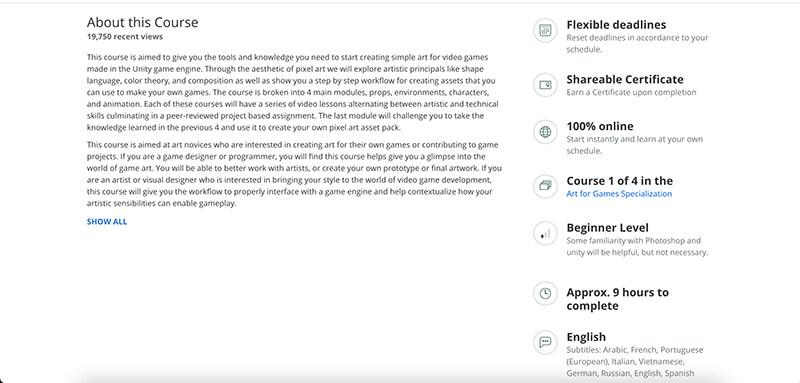 About this Course
19,750 recent views
This course is aimed to give you the tools and knowledge you need to start creating simple art for video games
made in the Unity game engine. Through the aesthetic of pixel art we will explore artistic principals like shape
language, color theory, and composition as well as show you a step by step workflow for creating assets that you
can use to make your own games. The course is broken into 4 main modules, props, environments, characters,
and animation. Each of these courses will have a series of video lessons alternating between artistic and technical
skills culminating in a peer-reviewed project based assignment. The last module will challenge you to take the
knowledge learned in the previous 4 and use it to create your own pixel art asset pack.
This course is aimed at art novices who are interested in creating art for their own games or contributing to game
projects. If you are a game designer or programmer, you will find this course helps give you a glimpse into the
world of game art. You will be able to better work with artists, or create your own prototype or final artwork. If you
are an artist or visual designer who is interested in bringing your style to the world of video game development,
this course will give you the workflow to properly interface with a game engine and help contextualize how your
artistic sensibilities can enable gameplay.
SHOW ALL
Flexible deadlines
Reset deadlines in accordance to your
schedule.
Shareable Certificate
Earn a Certificate upon completion
100% online
Start instantly and learn at your own
schedule.
Course 1 of 4 in the
Art for Games Specialization
Beginner Level
Some familiarity with Photoshop and
unity will be helpful, but not necessary.
Approx. 9 hours to
complete
English
Subtitles: Arabic, French, Portuguese
(European), Italian, Vietnamese,
German, Russian, English, Spanish